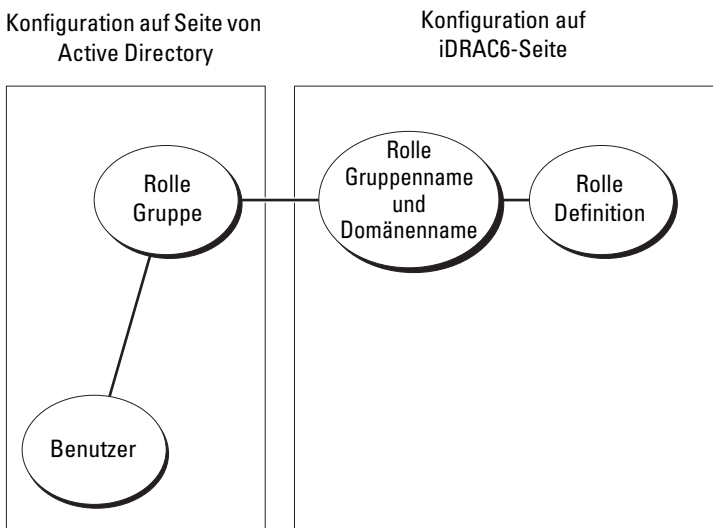 Konfiguration auf Seite von
Active Directory
Konfiguration auf
iDRAC6-Seite
Rolle
Gruppe
Rolle
Gruppenname
und
Domänenname
Rolle
Definition
Benutzer